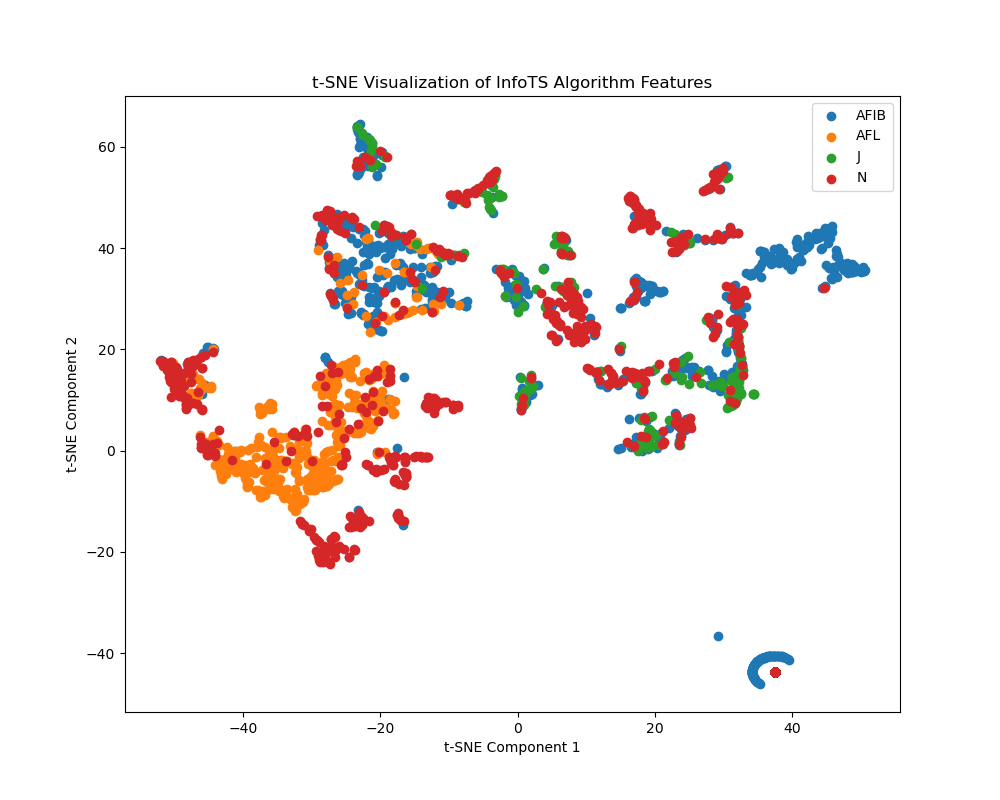 t-SNE Visualization of InfoTS Algorithm Features
AFIB
AFL
J
N
60
40
20
0
−20
−40
t-SNE Component 2
−40
−20
0
20
40
t-SNE Component 1